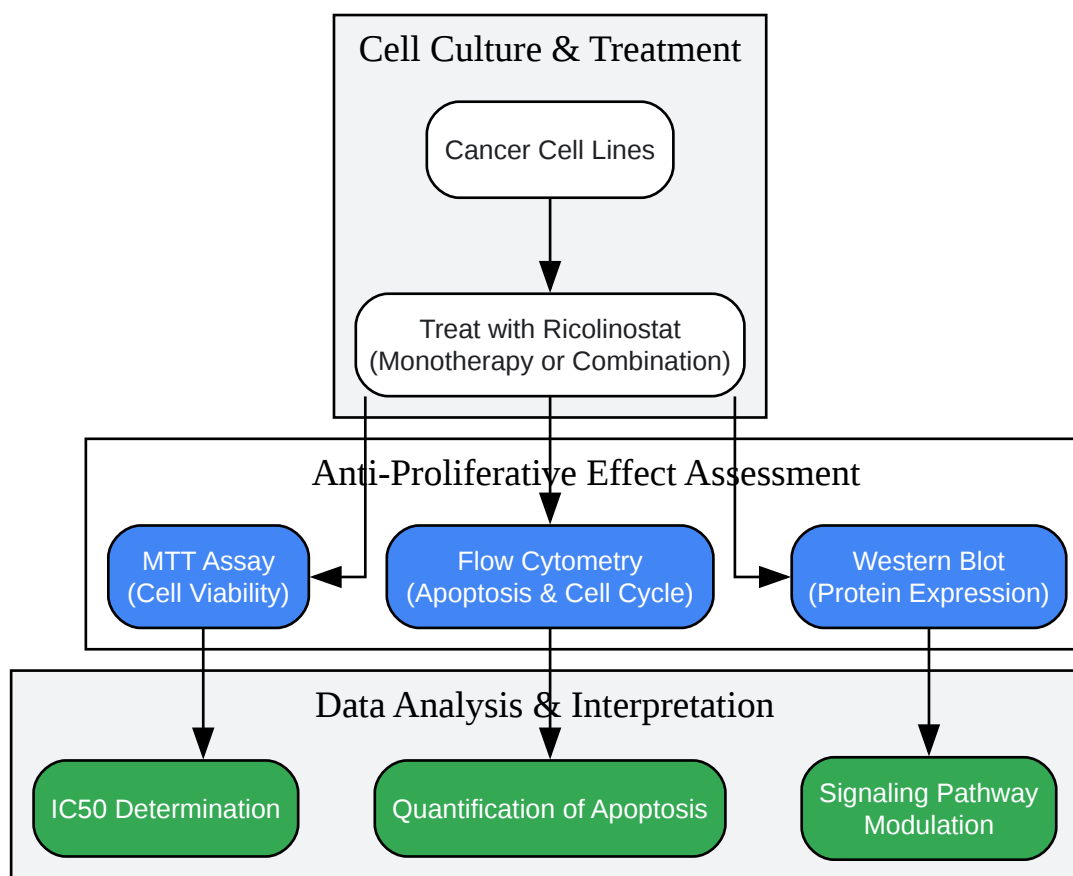 Cell Culture & Treatment
Cancer Cell Lines
Treat with Ricolinostat
(Monotherapy or Combination)
Anti-Proliferative Effect Assessment
MTT Assay
(Cell Viability)
Flow Cytometry
(Apoptosis & Cell Cycle)
Western Blot
(Protein Expression)
Data Analysis & Interpretation
IC50 Determination
Quantification of Apoptosis
Signaling Pathway
Modulation